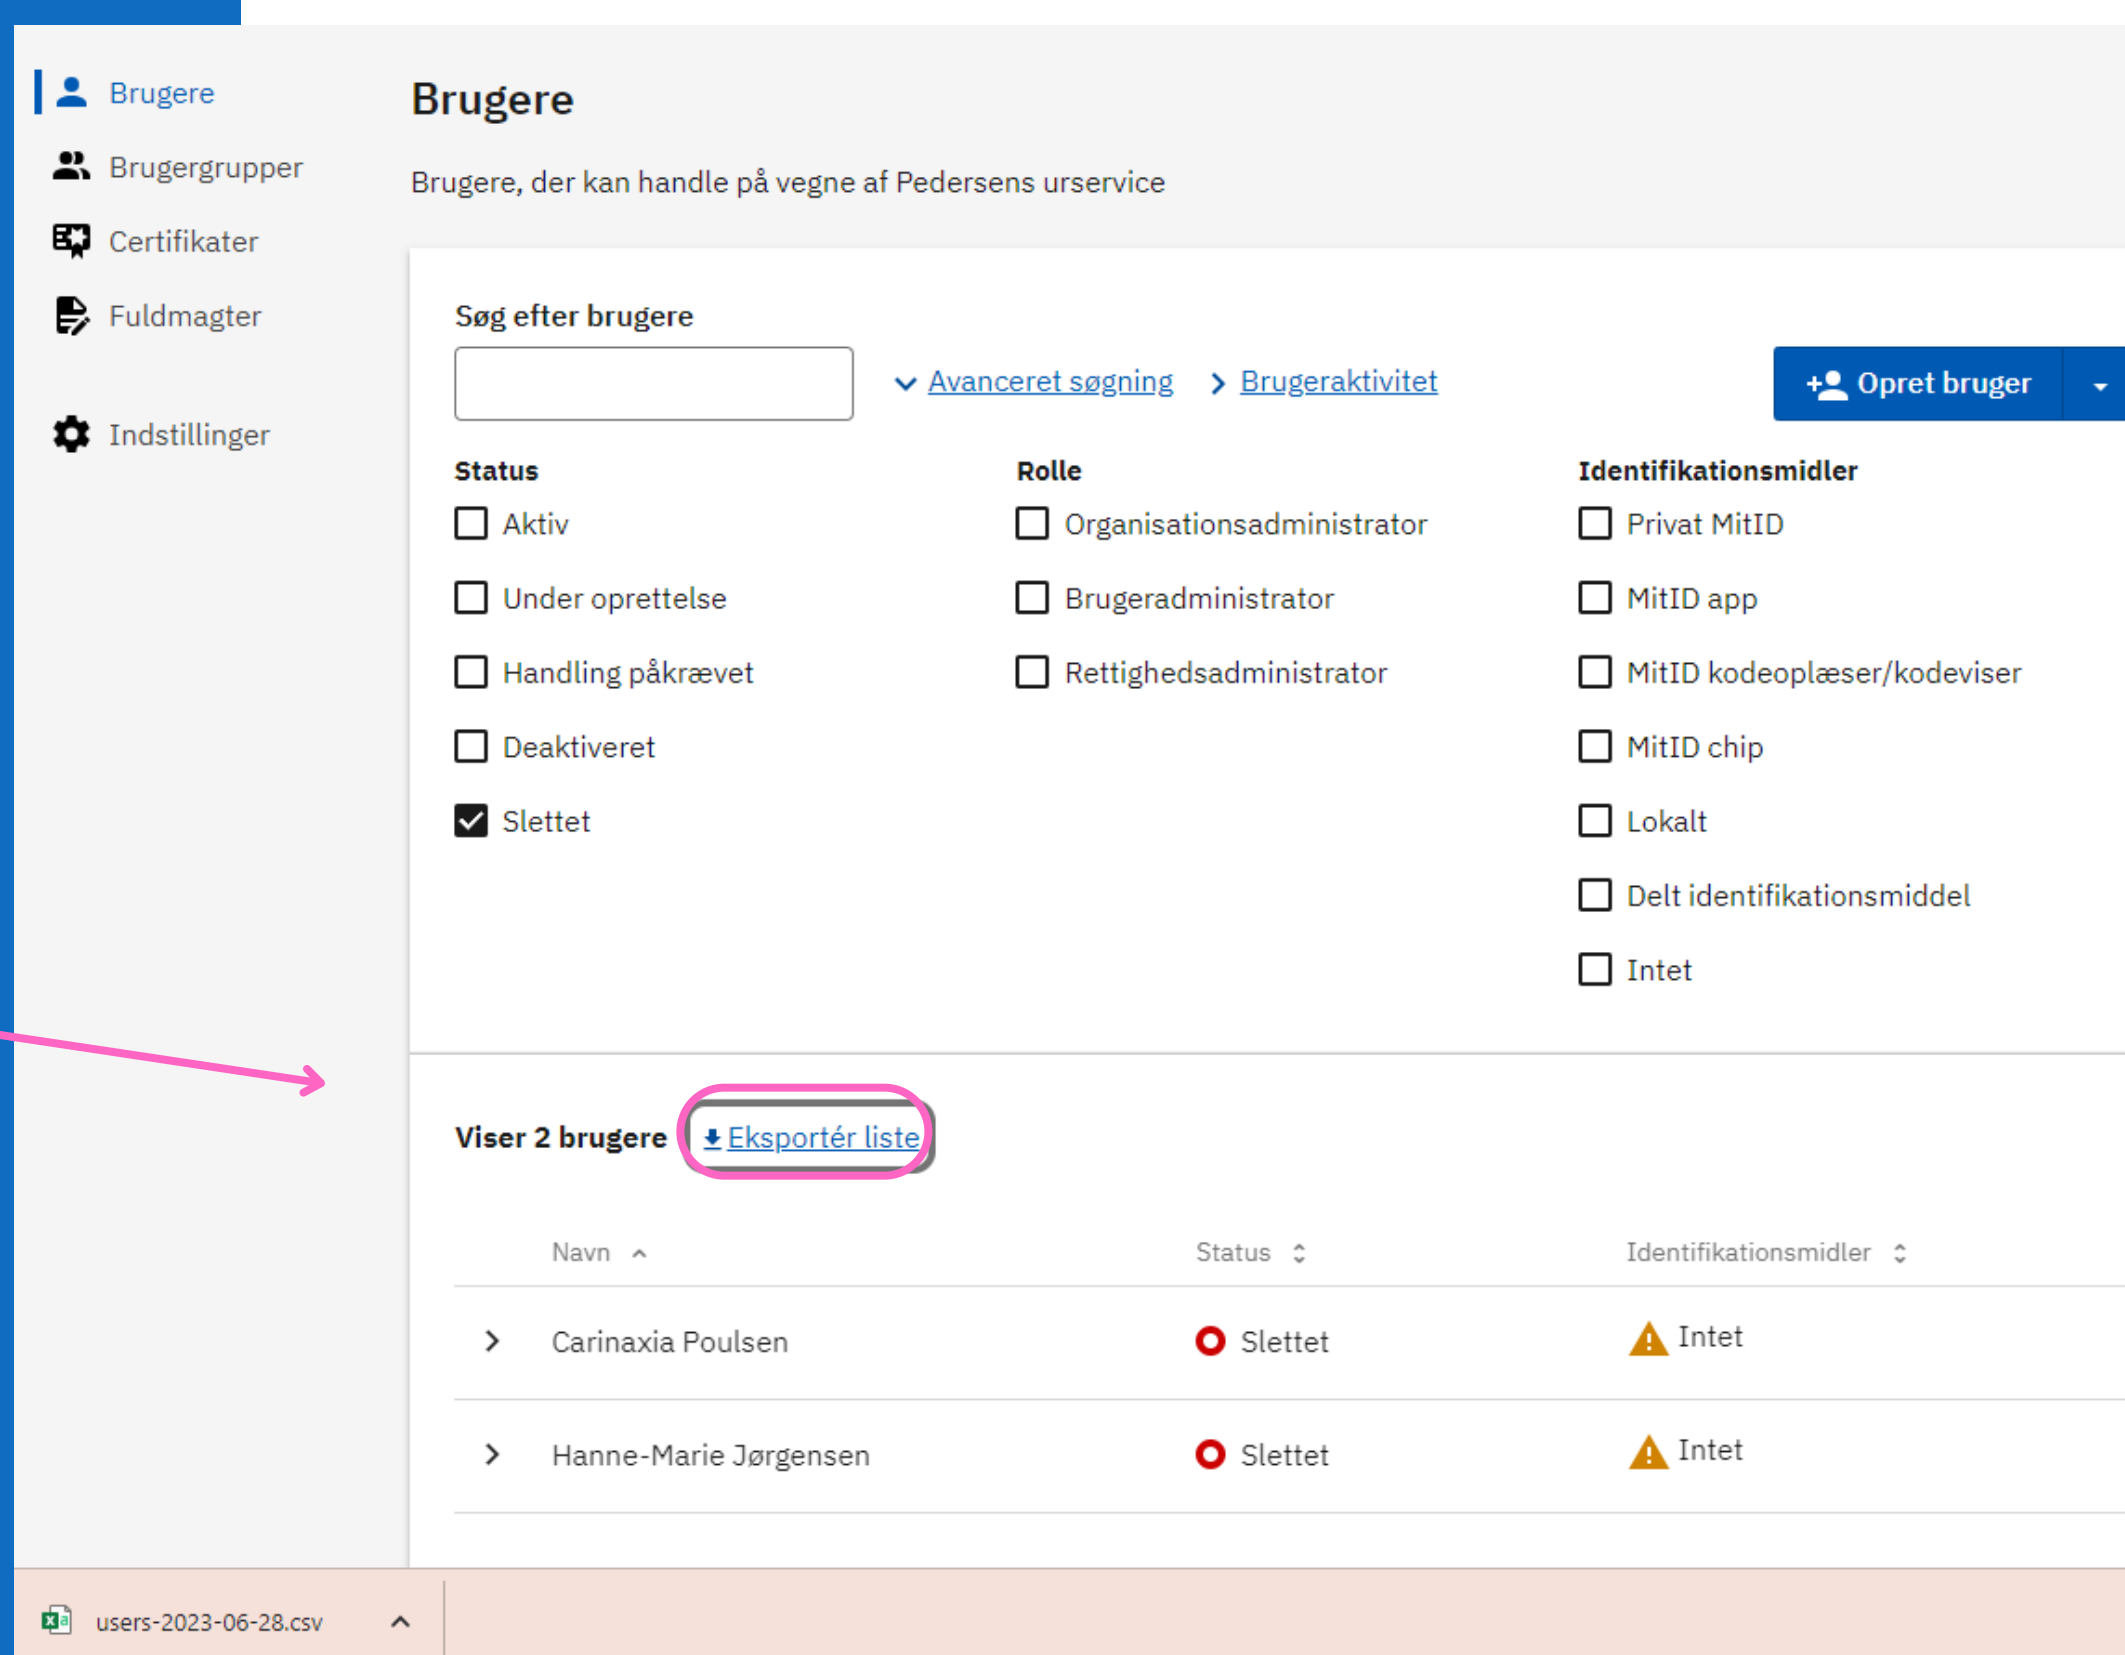 Brugere
Brugergrupper
Certifikater
Fuldmagter
Indstillinger
Brugere
Brugere, der kan handle på vegne af Pedersens urservice
Søg efter brugere
Avanceret søgning
Brugeraktivitet
Opret bruger
Status
Aktiv
Under oprettelse
Handling påkrævet
Deaktiveret
Slettet
Rolle
Organisationsadministrator
Brugeradministrator
Rettighedsadministrator
Identifikationsmidler
Privat MitID
MitID app
MitID kodeoplæser/kodeviser
MitID chip
Lokalt
Delt identifikationsmiddel
Intet
Viser 2 brugere Eksportér liste
Navn Status Identifikationsmidler
Carinaxia Poulsen Slettet Intet
Hanne-Marie Jørgensen Slettet Intet
users-2023-06-28.csv